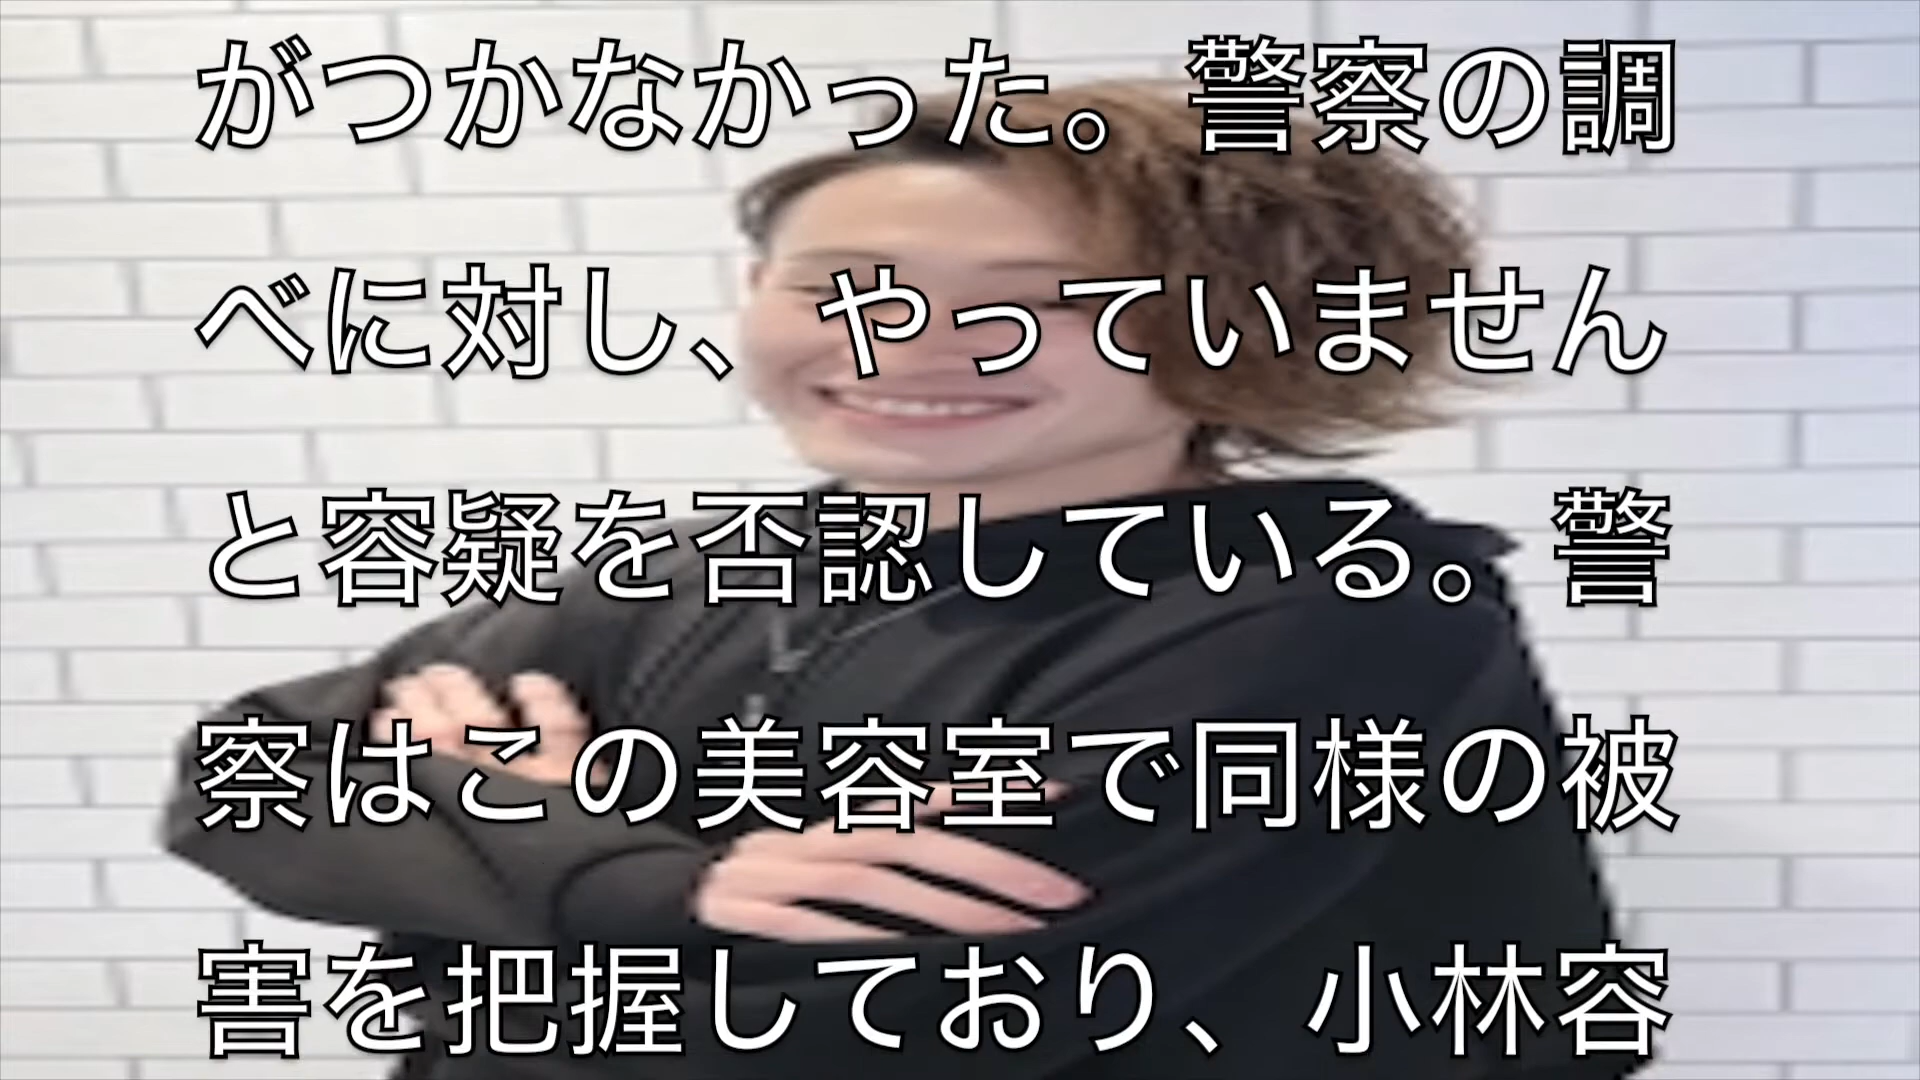 がつかなかった。警察の調
べに対し、やっていません
と容疑を否認している。警
察はこの美容室で同様の被
害を把握しており、小林容